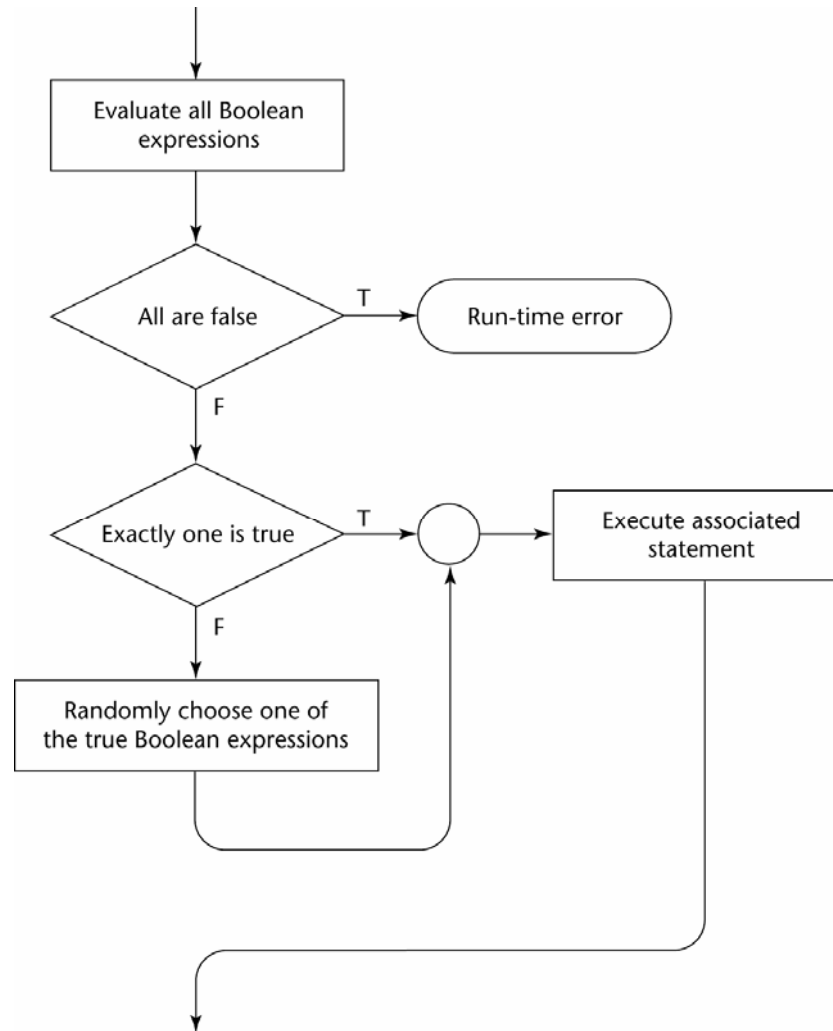 Evaluate all Boolean
expressions
All are false
T
Run-time error
F
Exactly one is true
T
Execute associated
statement
F
Randomly choose one of
the true Boolean expressions